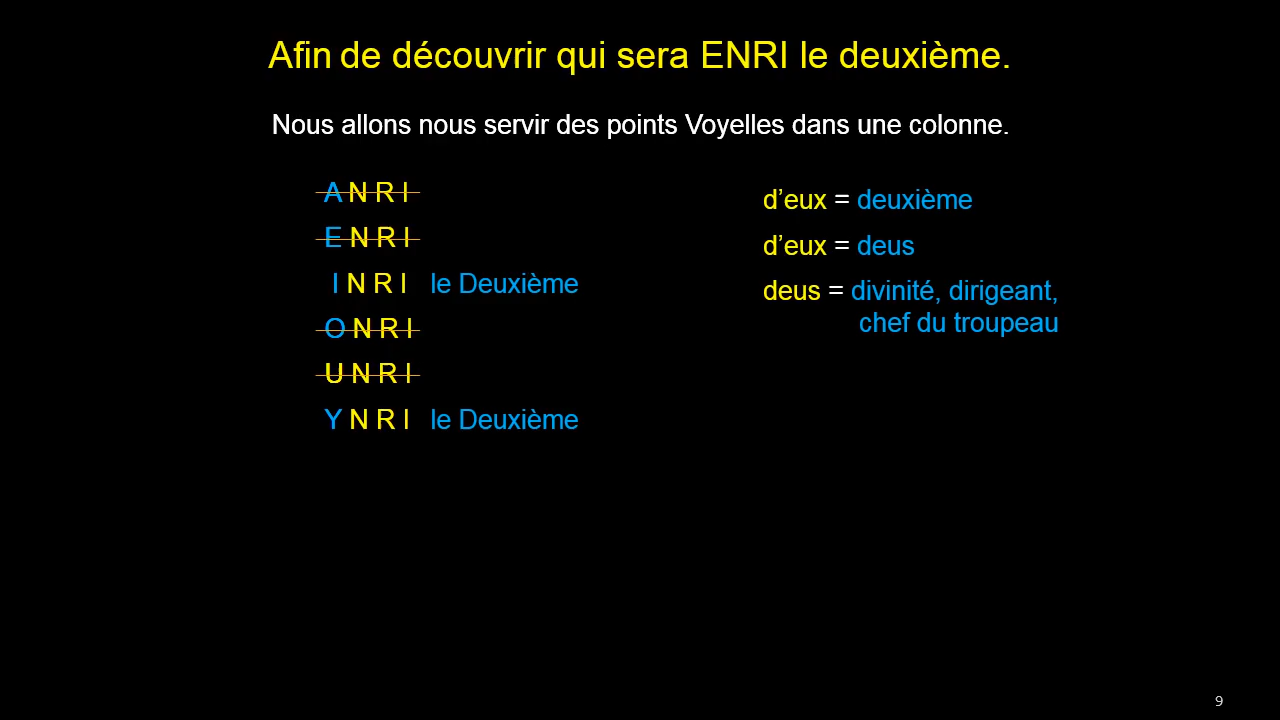 Afin de découvrir qui sera ENRI le deuxième.
Nous allons nous servir des points Voyelles dans une colonne.
A N R I
E N R I
I N R I le Deuxième
O N R I
U N R I
Y N R I le Deuxième
d’eux = deuxième
d’eux = deus
deus = divinité, dirigeant,
chef du troupeau
9